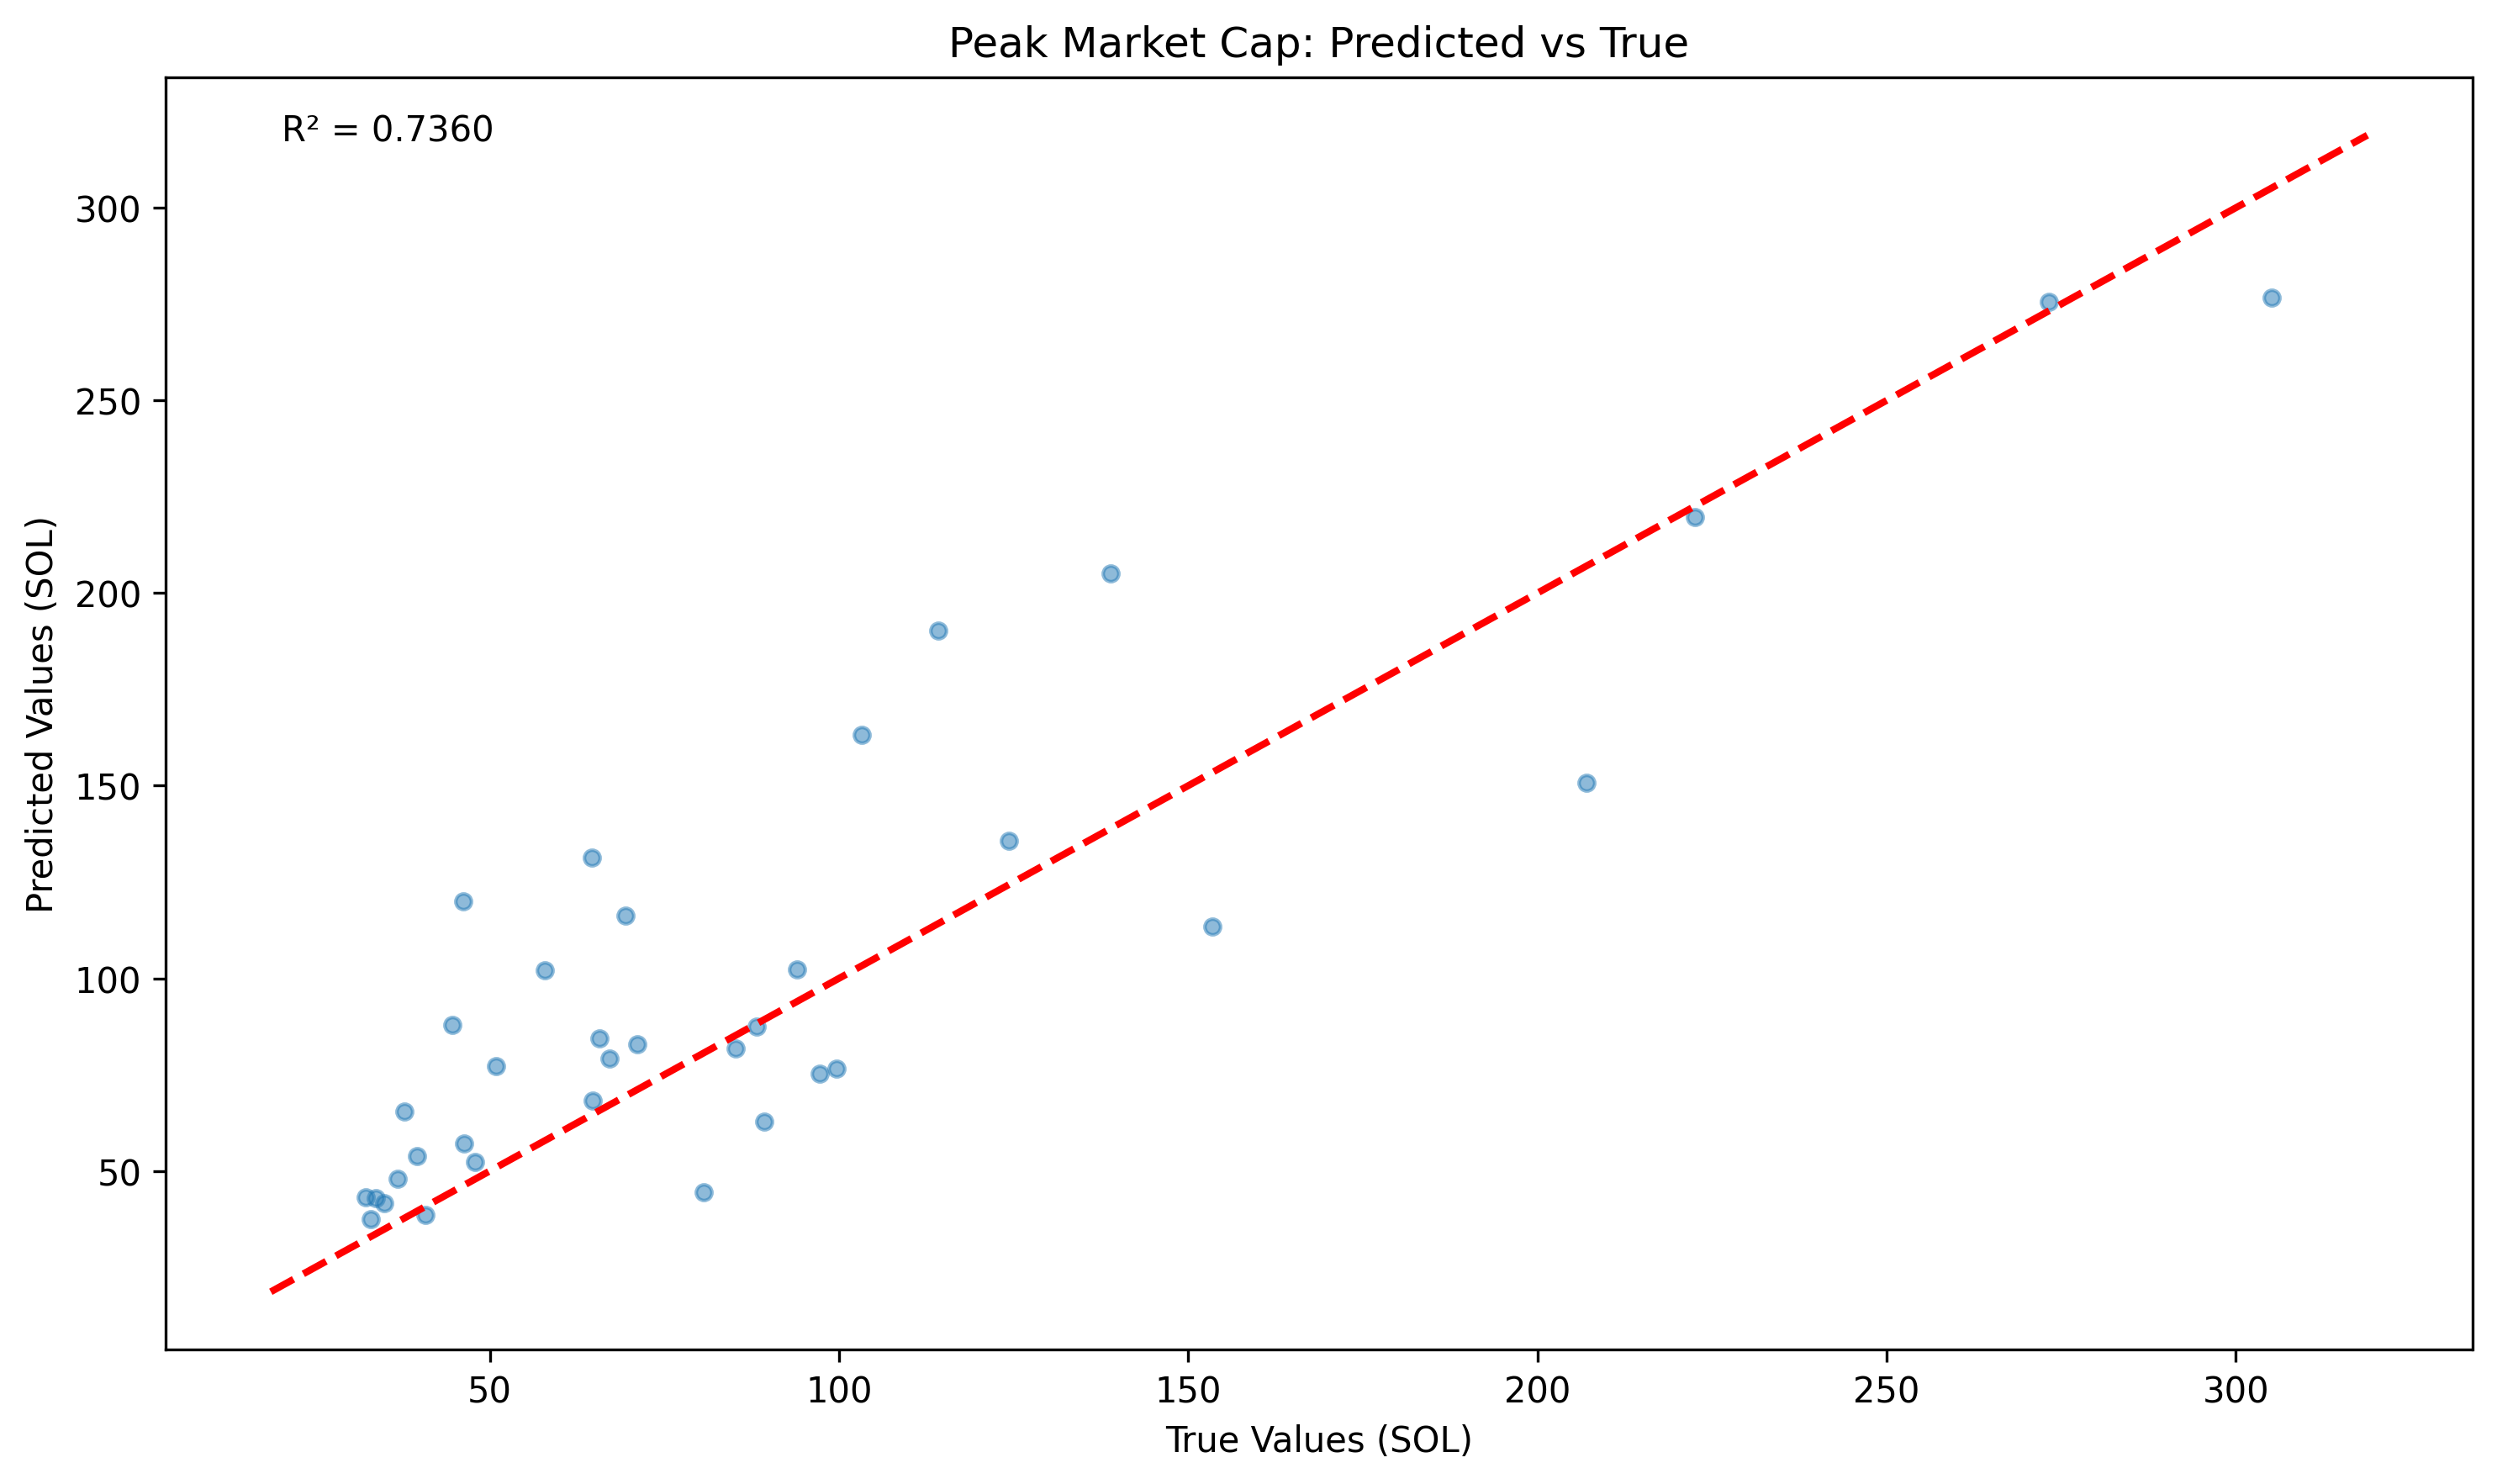 Peak Market Cap: Predicted vs True
R² = 0.7360
300
250
200
150
100
50
Predicted Values (SOL)
50 100 150 200 250 300
True Values (SOL)